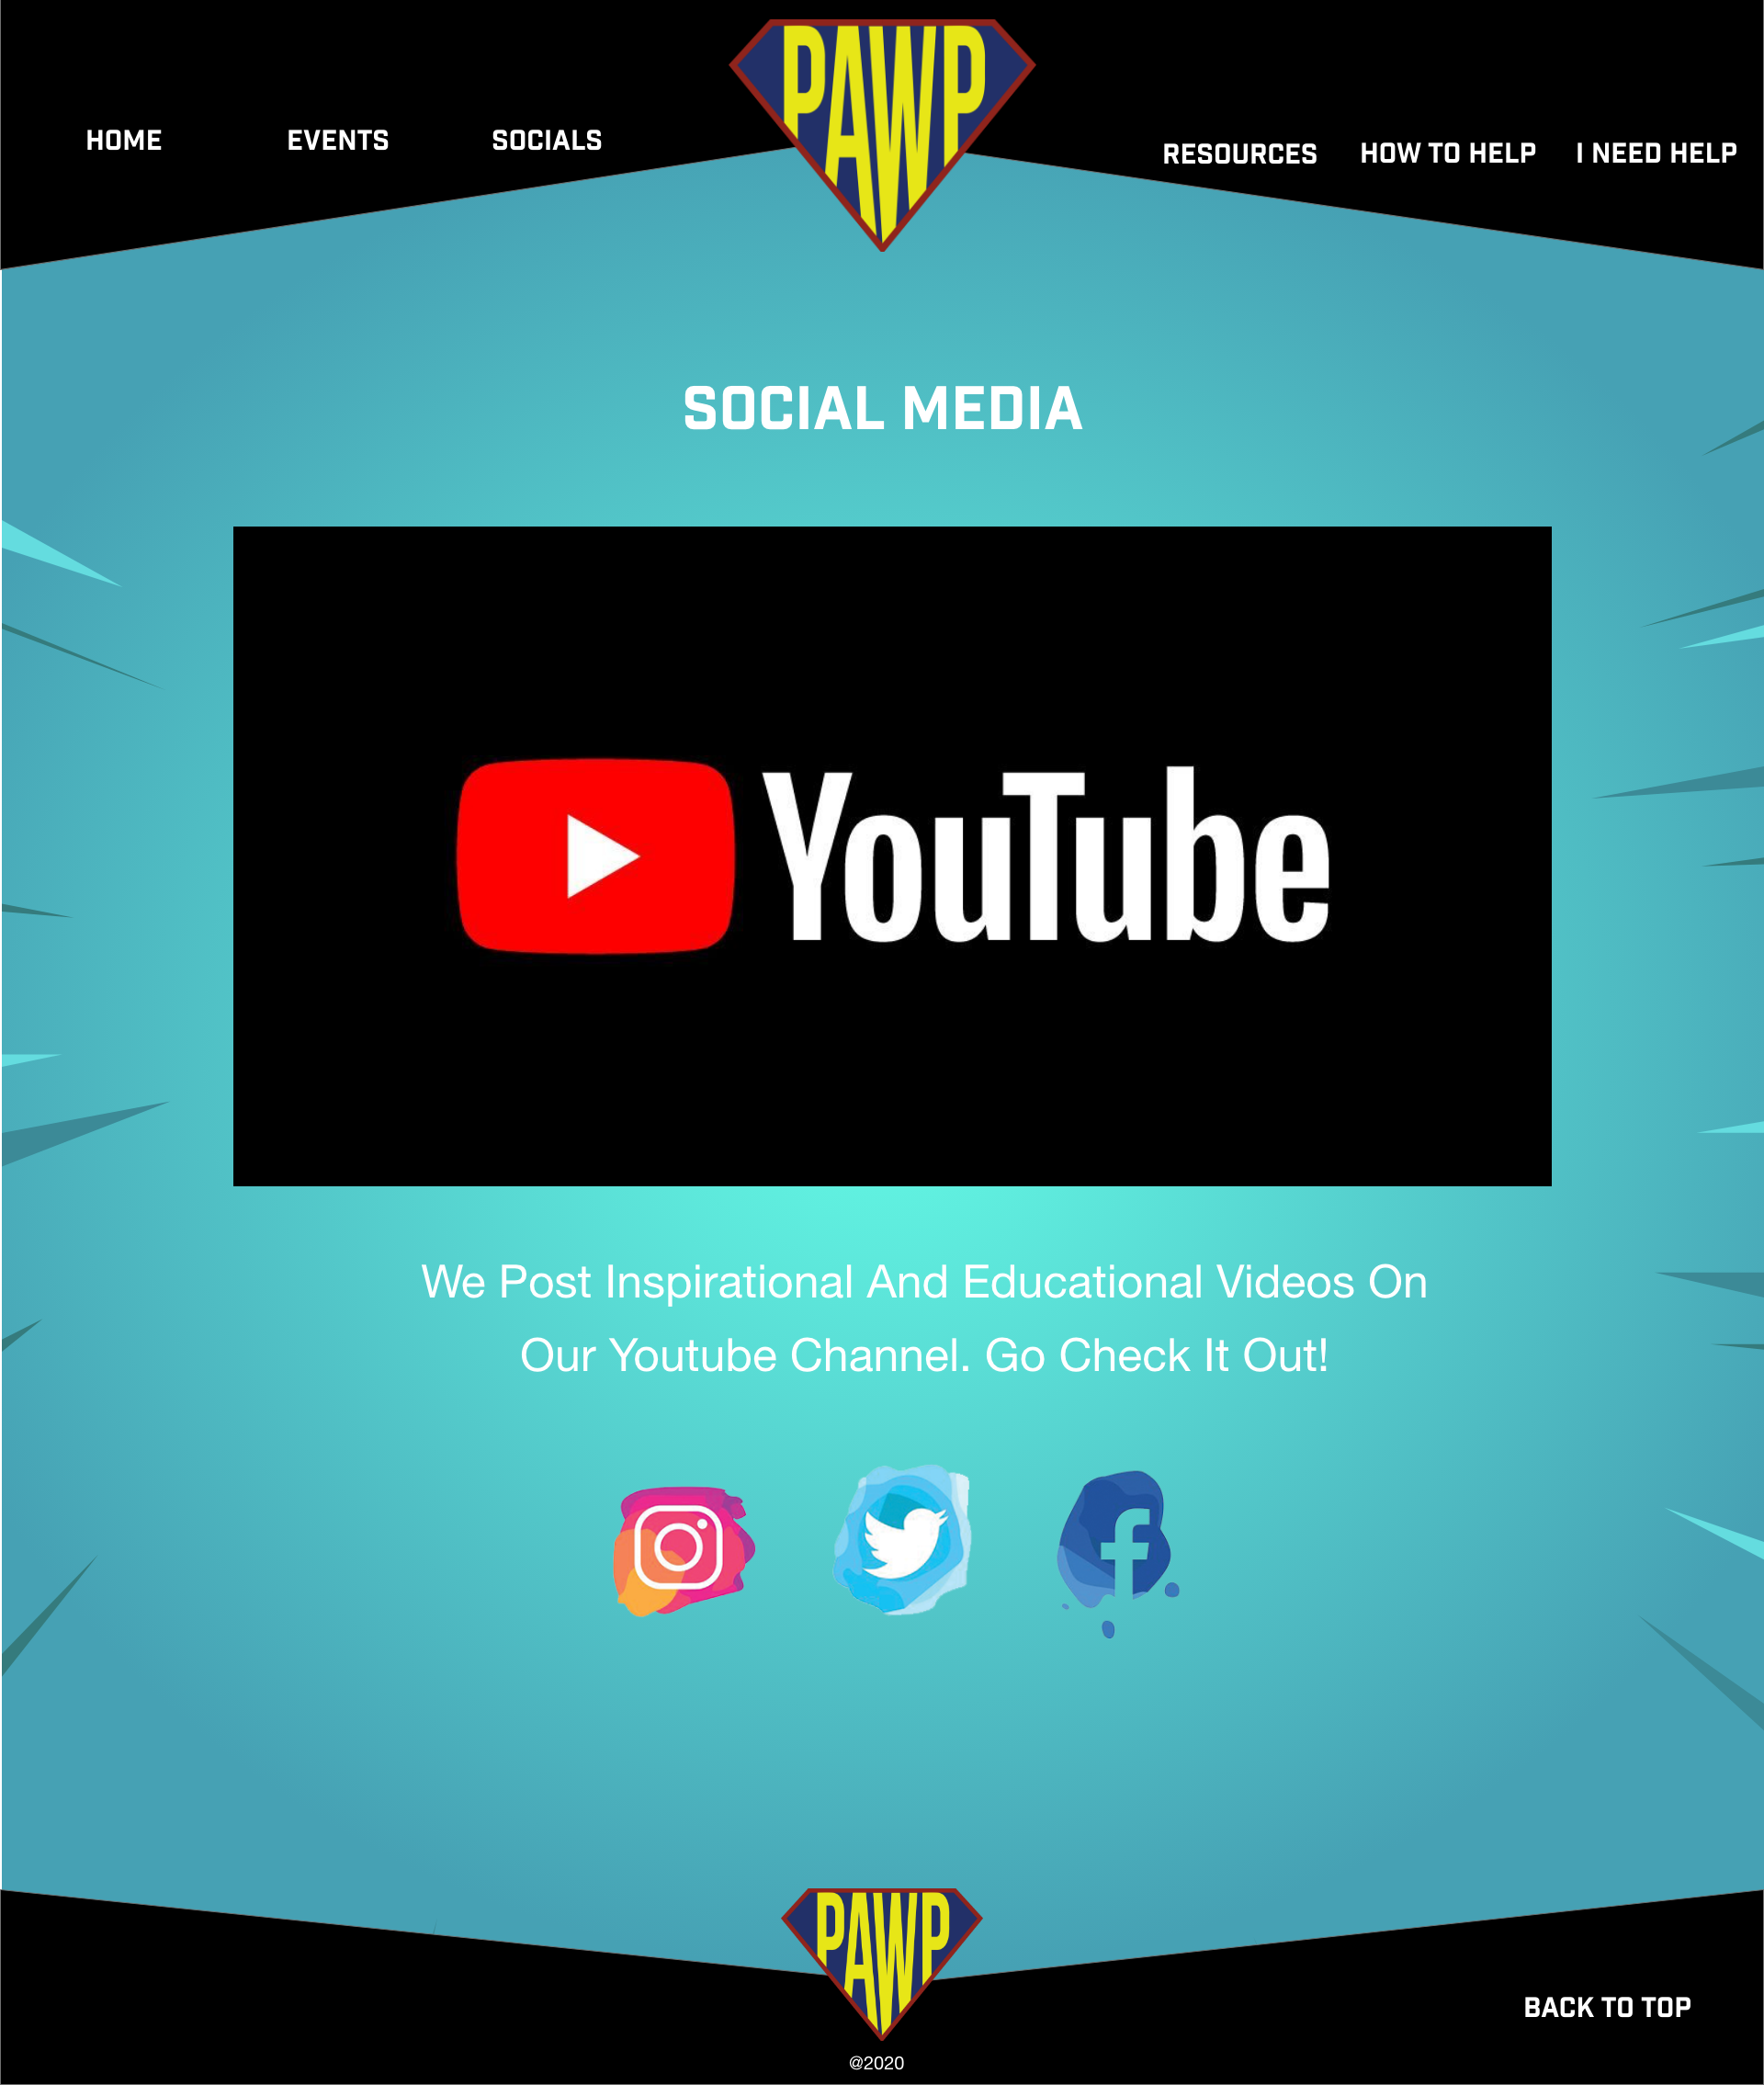 PAWP
HOME EVENTS SOCIALS
RESOURCES HOW TO HELP I NEED HELP
SOCIAL MEDIA
YouTube
We Post Inspirational And Educational Videos On
Our Youtube Channel. Go Check It Out!
PAWP
BACK TO TOP
@2020